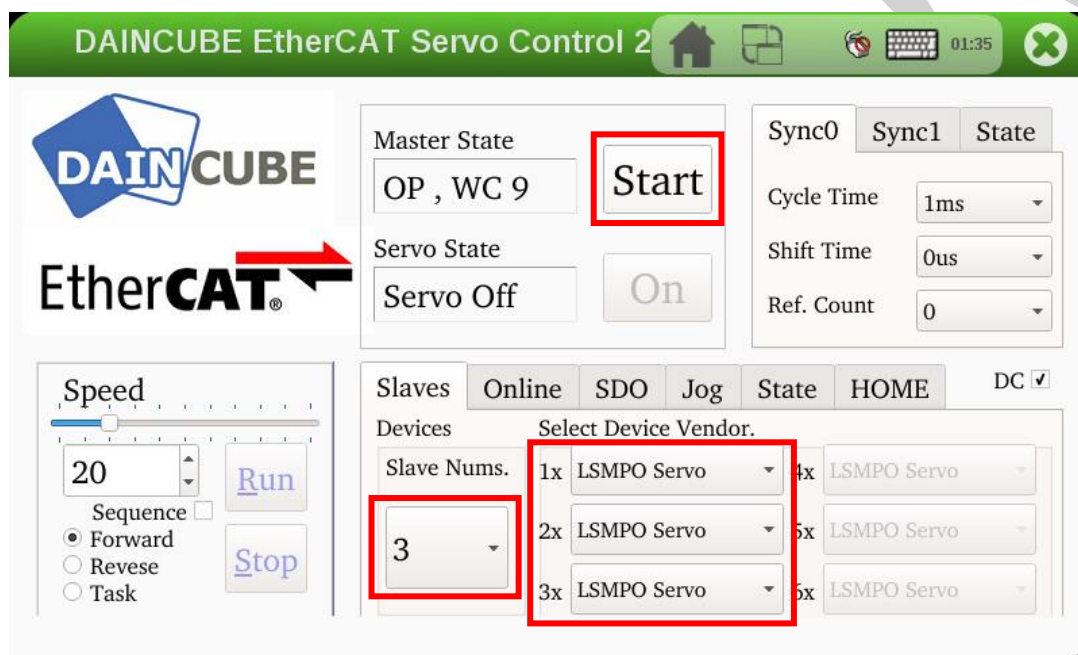 DAINCUBE EtherCAT Servo Control 2
01:35
DAINCUBE
EtherCAT®
Master State
OP , WC 9
Start
Servo State
Servo Off
On
Sync0 Sync1 State
Cycle Time 1ms
Shift Time 0us
Ref. Count 0
Speed
20
Run
Sequence
Forward
Revese
Task
Stop
Slaves Online SDO Jog State HOME DC
Devices Select Device Vendor.
Slave Nums.
3
1x LSMPO Servo 4x LSMPO Servo
2x LSMPO Servo 5x LSMPO Servo
3x LSMPO Servo 6x LSMPO Servo